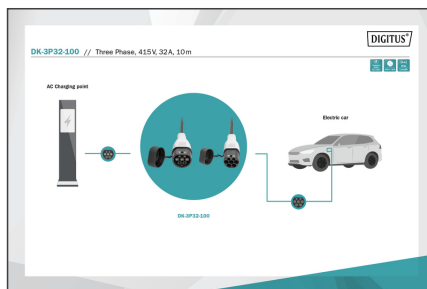 DIGITUS®
DK-3P32-100 // Three Phase, 415V, 32A, 10m
AC Charging point
Electric car
DK-3P32-100